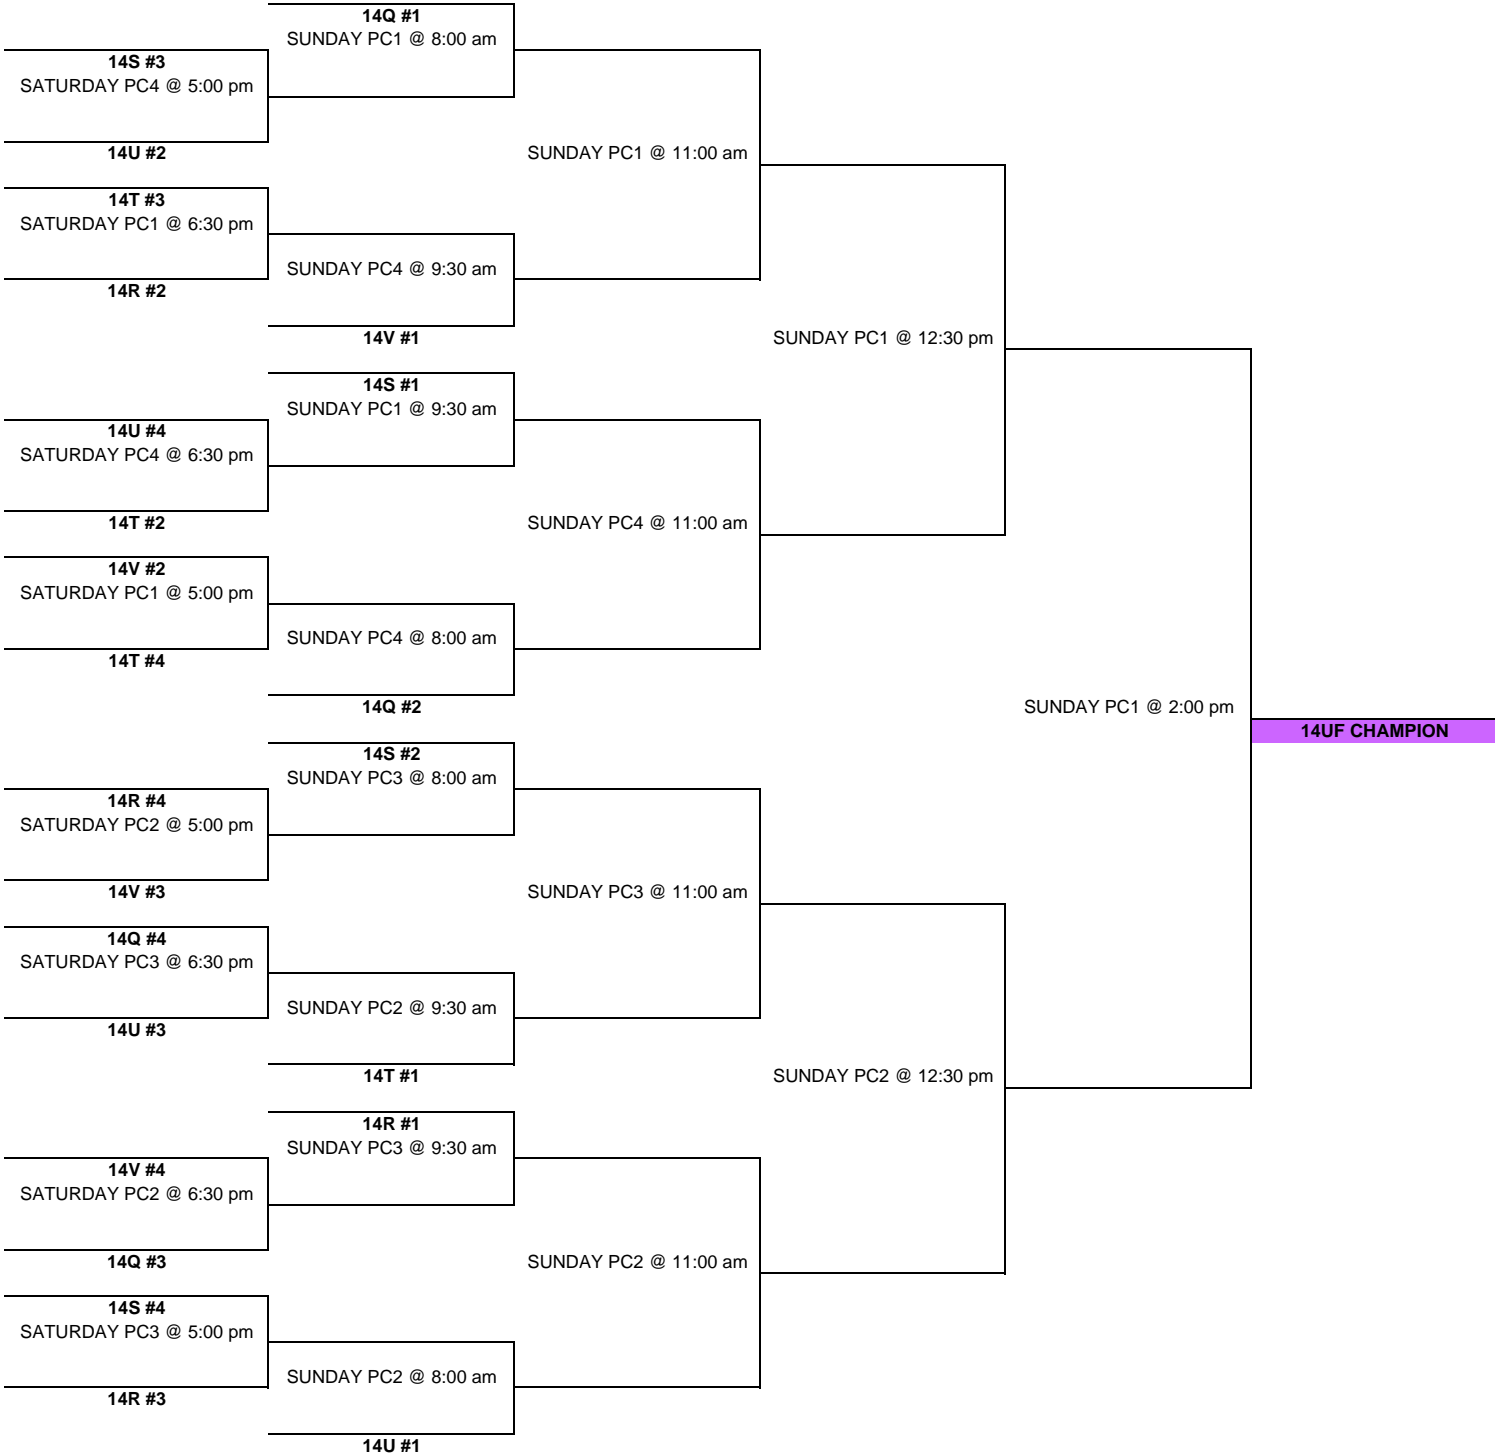 14Q #1
SUNDAY PC1 @ 8:00 am
14S #3
SATURDAY PC4 @ 5:00 pm
14U #2
SUNDAY PC1 @ 11:00 am
14T #3
SATURDAY PC1 @ 6:30 pm
SUNDAY PC4 @ 9:30 am
14R #2
14V #1
SUNDAY PC1 @ 12:30 pm
14S #1
SUNDAY PC1 @ 9:30 am
14U #4
SATURDAY PC4 @ 6:30 pm
14T #2
SUNDAY PC4 @ 11:00 am
14V #2
SATURDAY PC1 @ 5:00 pm
SUNDAY PC4 @ 8:00 am
14T #4
14Q #2
SUNDAY PC1 @ 2:00 pm
14UF CHAMPION
14S #2
SUNDAY PC3 @ 8:00 am
14R #4
SATURDAY PC2 @ 5:00 pm
14V #3
SUNDAY PC3 @ 11:00 am
14Q #4
SATURDAY PC3 @ 6:30 pm
SUNDAY PC2 @ 9:30 am
14U #3
14T #1
SUNDAY PC2 @ 12:30 pm
14R #1
SUNDAY PC3 @ 9:30 am
14V #4
SATURDAY PC2 @ 6:30 pm
14Q #3
SUNDAY PC2 @ 11:00 am
14S #4
SATURDAY PC3 @ 5:00 pm
SUNDAY PC2 @ 8:00 am
14R #3
14U #1